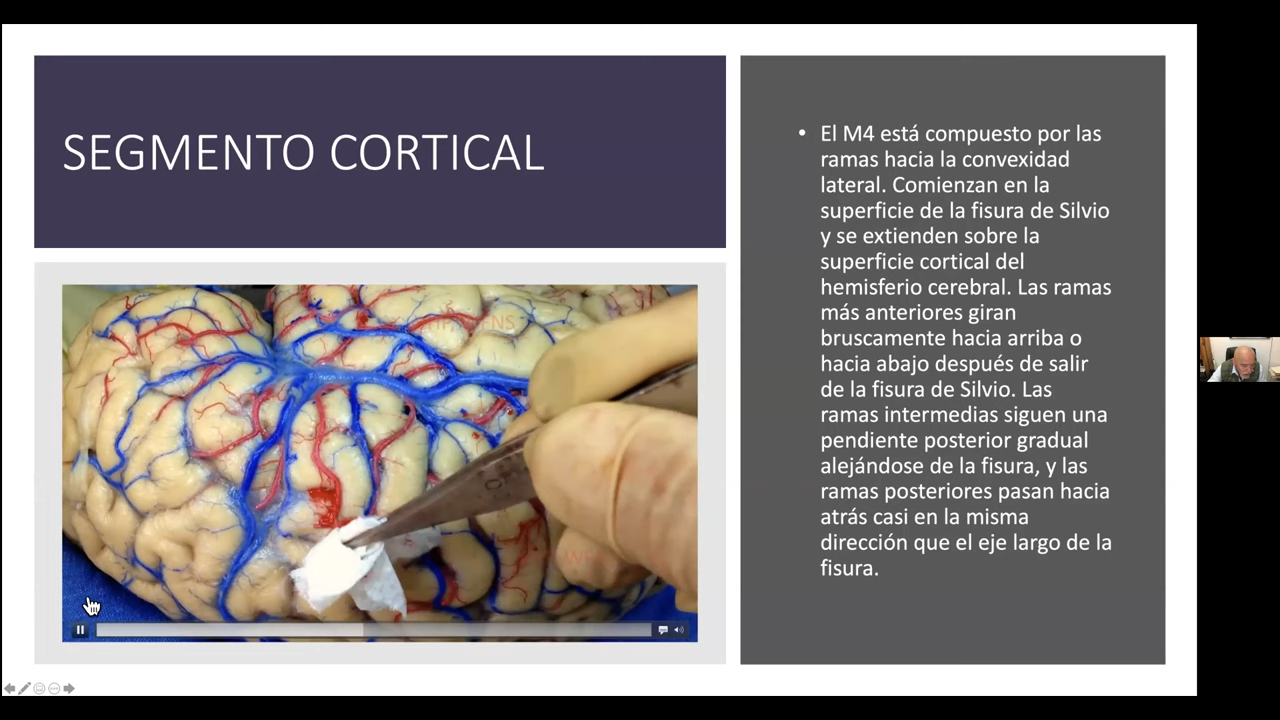 SEGMENTO CORTICAL
• El M4 está compuesto por las
ramas hacia la convexidad
lateral. Comienzan en la
superficie de la fisura de Silvio
y se extienden sobre la
superficie cortical del
hemisferio cerebral. Las ramas
más anteriores giran
bruscamente hacia arriba o
hacia abajo después de salir
de la fisura de Silvio. Las
ramas intermedias siguen una
pendiente posterior gradual
alejándose de la fisura, y las
ramas posteriores pasan hacia
atrás casi en la misma
dirección que el eje largo de la
fisura.